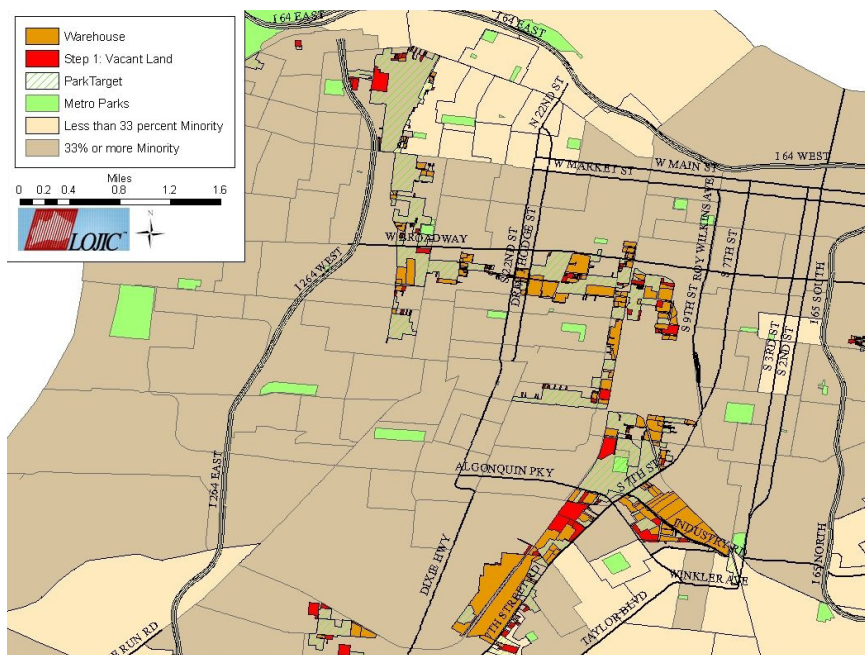 I 64 EAST
I 64 EAST
Warehouse
Step 1: Vacant Land
ParkTarget
Metro Parks
Less than 33 percent Minority
33% or more Minority
Miles
0 0.2 0.4 0.8 1.2 1.6
N
LOJIC
N 22ND ST
W MARKET ST
W MAIN ST
I 64 WEST
W BROADWAY
I 264 WEST
S 22ND ST
HODGE ST
S 9TH ST ROY WILKINS AVE
S 7TH ST
I 65 SOUTH
S 3RD ST
S 2ND ST
ALGONQUIN PKY
S 7TH ST
I 264 EAST
INDUSTRY RD
I 65 NORTH
DIXIE HWY
WINKLER AVE
7TH STREET RD
TAYLOR BLVD
E RUN RD